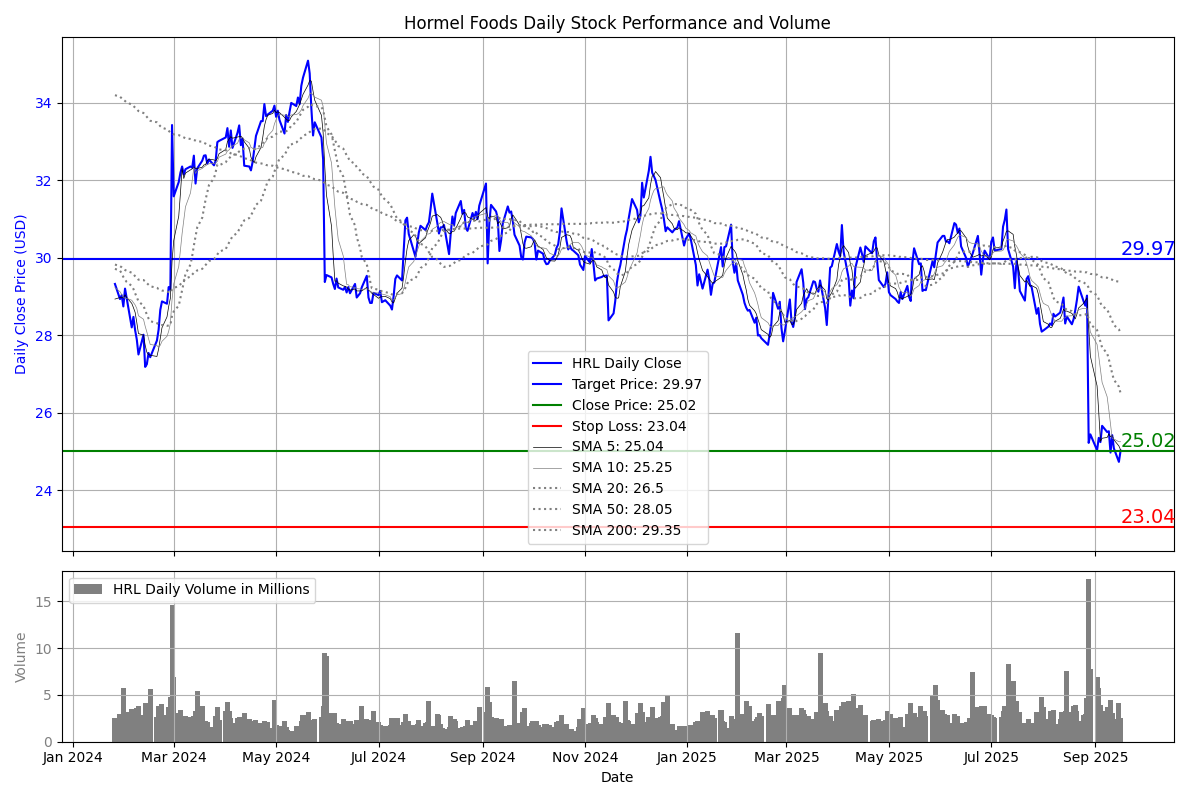 Hormel Foods Daily Stock Performance and Volume
Daily Close Price (USD)
34
32
30
28
26
24
29.97
25.02
23.04
HRL Daily Close
Target Price: 29.97
Close Price: 25.02
Stop Loss: 23.04
SMA 5: 25.04
SMA 10: 25.25
SMA 20: 26.5
SMA 50: 28.05
SMA 200: 29.35
HRL Daily Volume in Millions
Volume
15
10
5
0
Jan 2024 Mar 2024 May 2024 Jul 2024 Sep 2024 Nov 2024 Jan 2025 Mar 2025 May 2025 Jul 2025 Sep 2025
Date